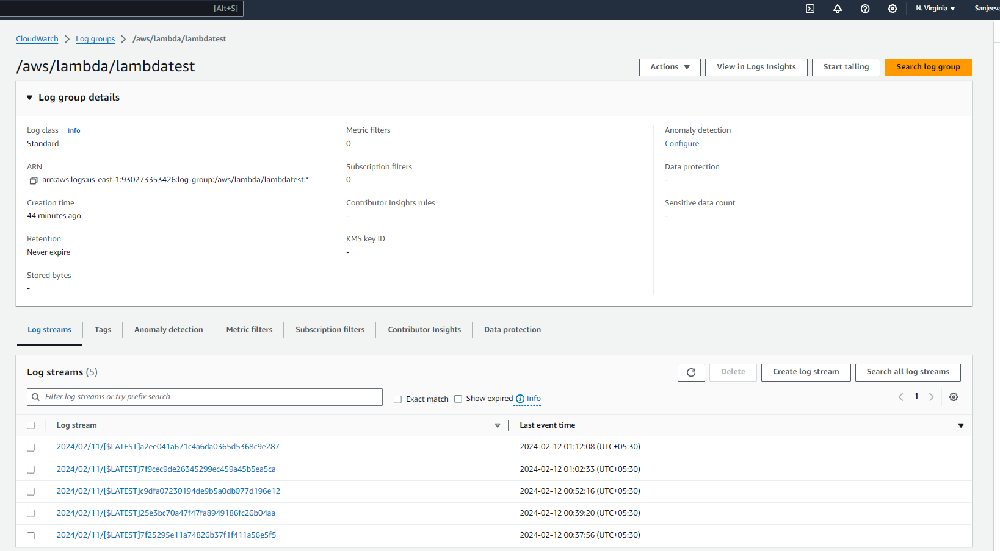 [Alt+S]
N. Virginia
Sanjeeva
CloudWatch
Log groups
/aws/lambda/lambdatest
/aws/lambda/lambdatest
Actions
View in Logs Insights
Start tailing
Search log group
Log group details
Log class
Info
Standard
ARN
arn:aws:logs:us-east-1:930273353426:log-group:/aws/lambda/lambdatest:*
Creation time
44 minutes ago
Retention
Never expire
Stored bytes
-
Metric filters
0
Subscription filters
0
Contributor Insights rules
-
KMS key ID
-
Anomaly detection
Configure
Data protection
-
Sensitive data count
-
Log streams
Tags
Anomaly detection
Metric filters
Subscription filters
Contributor Insights
Data protection
Log streams (5)
Delete
Create log stream
Search all log streams
Filter log streams or try prefix search
Exact match
Show expired
Info
1
Log stream
Last event time
2024/02/11/[$LATEST]a2ee041a671c4a6da0365d5368c9e287
2024-02-12 01:12:08 (UTC+05:30)
2024/02/11/[$LATEST]7f9cec9de26345299ec459a45b5ea5ca
2024-02-12 01:02:33 (UTC+05:30)
2024/02/11/[$LATEST]c9dfa07230194de9b5a0db077d196e12
2024-02-12 00:52:16 (UTC+05:30)
2024/02/11/[$LATEST]25e3bc70a47f47fa8949186fc26b04aa
2024-02-12 00:39:20 (UTC+05:30)
2024/02/11/[$LATEST]7f25295e11a74826b37f1f411a56e5f5
2024-02-12 00:37:56 (UTC+05:30)